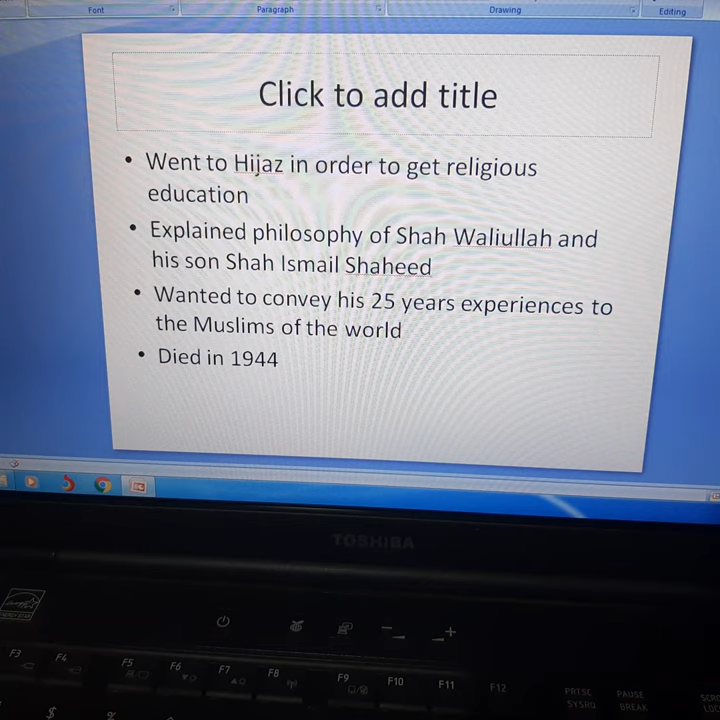 Font
Paragraph
Drawing
Editing
Click to add title
• Went to Hijaz in order to get religious
education
• Explained philosophy of Shah Waliullah and
his son Shah Ismail Shaheed
• Wanted to convey his 25 years experiences to
the Muslims of the world
• Died in 1944
TOSHIBA
F3
F4
F5
F6
F7
F8
F9
F10
F11
F12
PRTSC
SYSRQ
PAUSE
BREAK
$
%